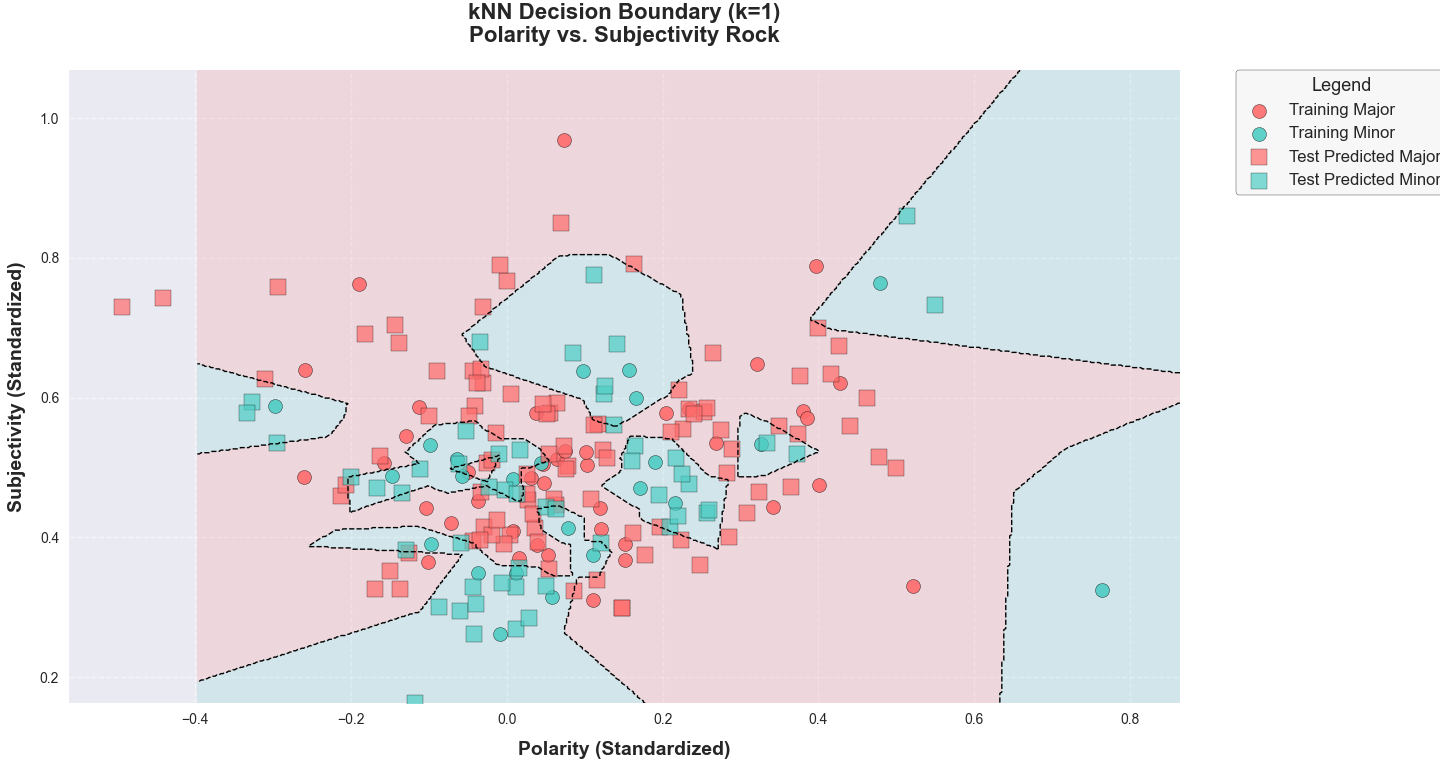 kNN Decision Boundary (k=1)
Polarity vs. Subjectivity Rock
Legend
Training Major
Training Minor
Test Predicted Major
Test Predicted Minor
Subjectivity (Standardized)
1.0
0.8
0.6
0.4
0.2
−0.4
−0.2
0.0
0.2
0.4
0.6
0.8
Polarity (Standardized)